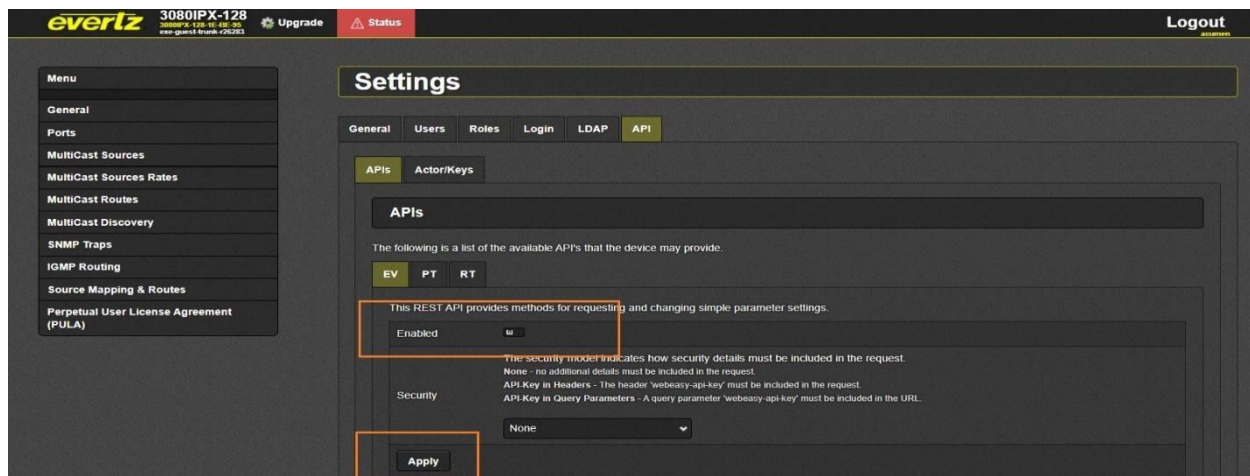 evertz
3080IPX-128
3080IPX-128-1E-EE-95
exe-guest-trunk-r26283
Upgrade
Status
Logout
acumen
Menu
General
Ports
MultiCast Sources
MultiCast Sources Rates
MultiCast Routes
MultiCast Discovery
SNMP Traps
IGMP Routing
Source Mapping & Routes
Perpetual User License Agreement
(PULA)
Settings
General Users Roles Login LDAP API
APIs Actor/Keys
APIs
The following is a list of the available API's that the device may provide.
EV PT RT
This REST API provides methods for requesting and changing simple parameter settings.
Enabled
Security
The security model indicates how security details must be included in the request.
None - no additional details must be included in the request.
API-Key in Headers - The header 'webeasy-api-key' must be included in the request.
API-Key in Query Parameters - A query parameter 'webeasy-api-key' must be included in the URL.
None
Apply